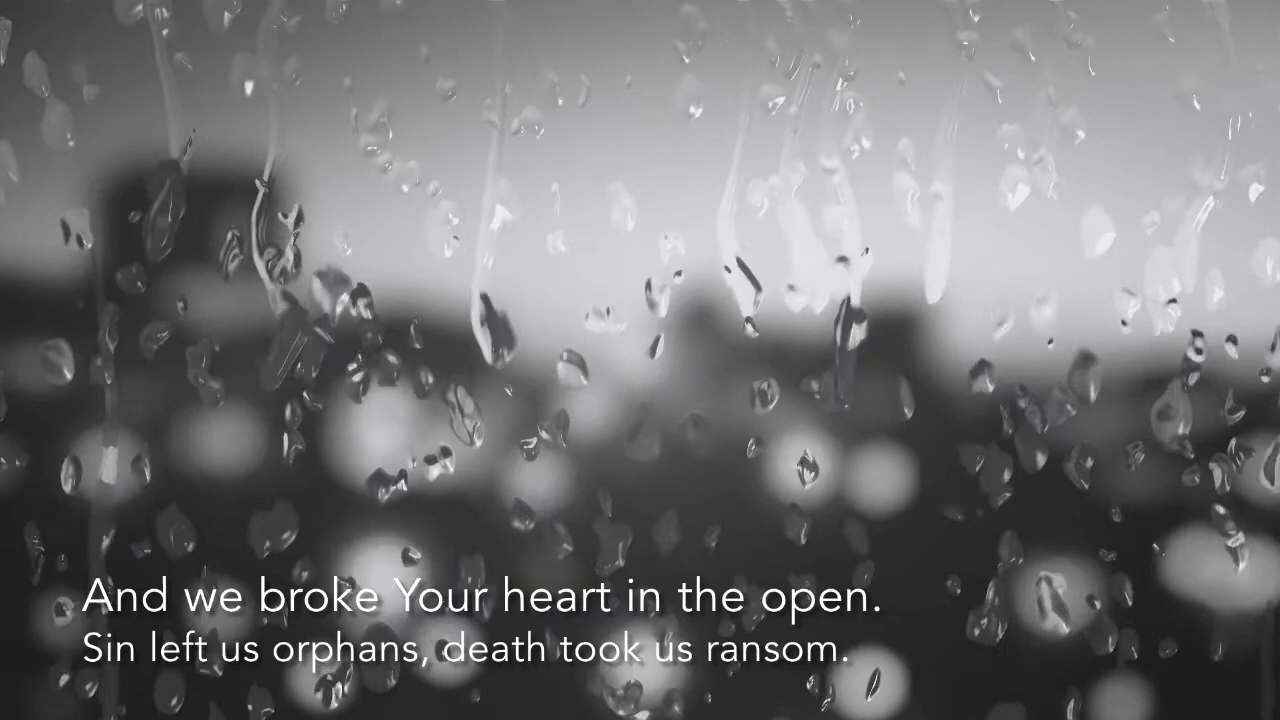 And we broke Your heart in the open.
Sin left us orphans, death took us ransom.